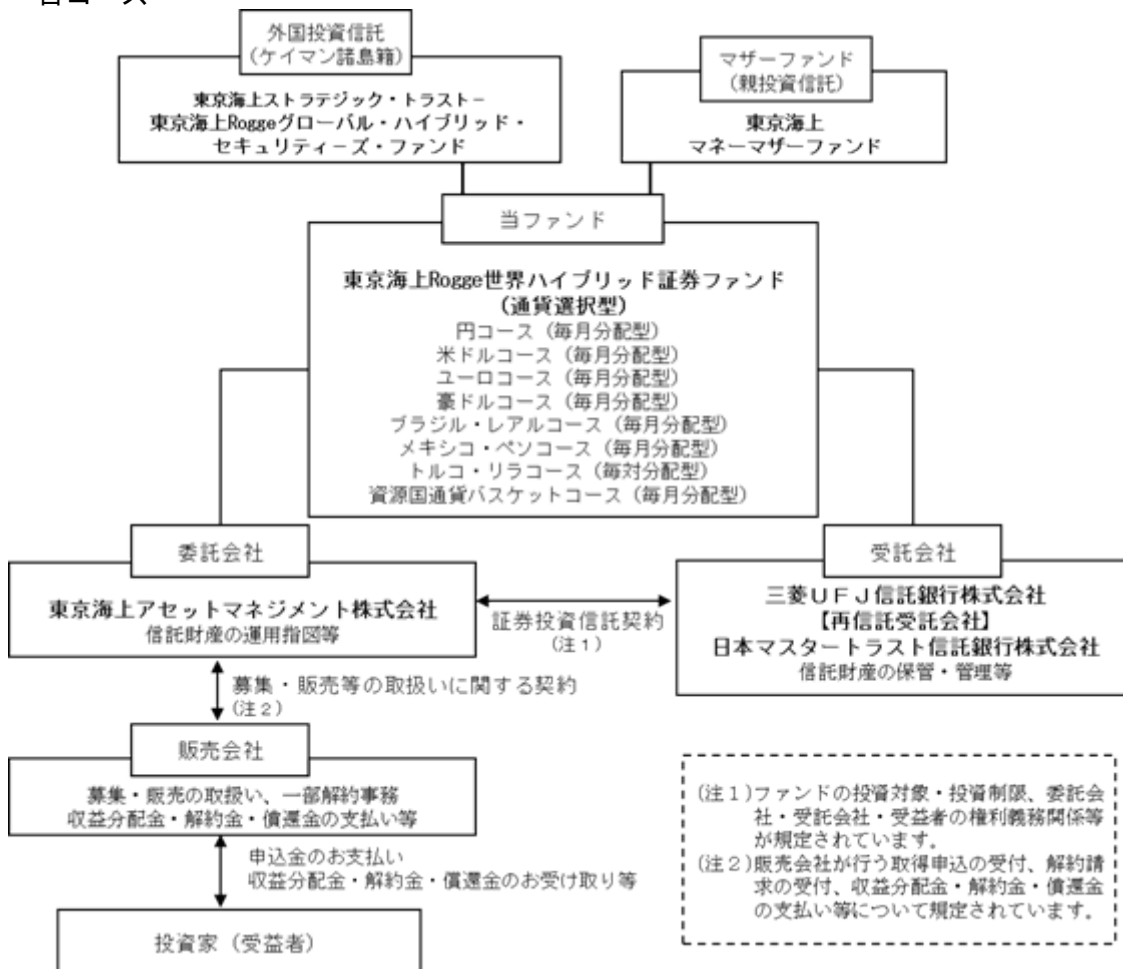 各コース
外国投資信託
(ケイマン諸島籍)
東京海上ストラテジック・トラスト－
東京海上Roggeグローバル・ハイブリッド・
セキュリティーズ・ファンド
マザーファンド
(親投資信託)
東京海上
マネーマザーファンド
当ファンド
東京海上Rogge世界ハイブリッド証券ファンド
(通貨選択型)
円コース（毎月分配型）
米ドルコース（毎月分配型）
ユーロコース（毎月分配型）
豪ドルコース（毎月分配型）
ブラジル・レアルコース（毎月分配型）
メキシコ・ペソコース（毎月分配型）
トルコ・リラコース（毎対分配型）
資源国通貨バスケットコース（毎月分配型）
委託会社
東京海上アセットマネジメント株式会社
信託財産の運用指図等
証券投資信託契約
(注１)
受託会社
三菱ＵＦＪ信託銀行株式会社
【再信託受託会社】
日本マスタートラスト信託銀行株式会社
信託財産の保管・管理等
募集・販売等の取扱いに関する契約
(注２)
販売会社
募集・販売の取扱い、一部解約事務
収益分配金・解約金・償還金の支払い等
申込金のお支払い
収益分配金・解約金・償還金のお受け取り等
投資家（受益者）
(注１)ファンドの投資対象・投資制限、委託会
社・受託会社・受益者の権利義務関係等
が規定されています。
(注２)販売会社が行う取得申込の受付、解約請
求の受付、収益分配金・解約金・償還金
の支払い等について規定されています。